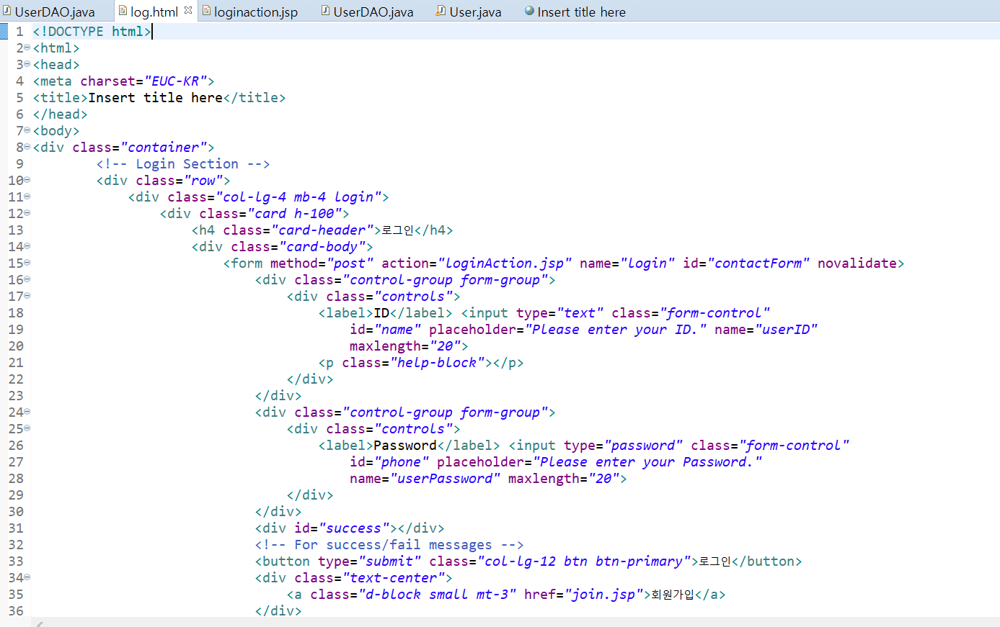 UserDAO.java log.html loginaction.jsp UserDAO.java User.java Insert title here
1 <!DOCTYPE html>
2 <html>
3 <head>
4 <meta charset="EUC-KR">
5 <title>Insert title here</title>
6 </head>
7 <body>
8 <div class="container">
9 <!-- Login Section -->
10 <div class="row">
11 <div class="col-lg-4 mb-4 login">
12 <div class="card h-100">
13 <h4 class="card-header">로그인</h4>
14 <div class="card-body">
15 <form method="post" action="loginAction.jsp" name="login" id="contactForm" novalidate>
16 <div class="control-group form-group">
17 <div class="controls">
18 <label>ID</label> <input type="text" class="form-control"
19 id="name" placeholder="Please enter your ID." name="userID"
20 maxlength="20">
21 <p class="help-block"></p>
22 </div>
23 </div>
24 <div class="control-group form-group">
25 <div class="controls">
26 <label>Password</label> <input type="password" class="form-control"
27 id="phone" placeholder="Please enter your Password."
28 name="userPassword" maxlength="20">
29 </div>
30 </div>
31 <div id="success"></div>
32 <!-- For success/fail messages -->
33 <button type="submit" class="col-lg-12 btn btn-primary">로그인</button>
34 <div class="text-center">
35 <a class="d-block small mt-3" href="join.jsp">회원가입</a>
36 </div>